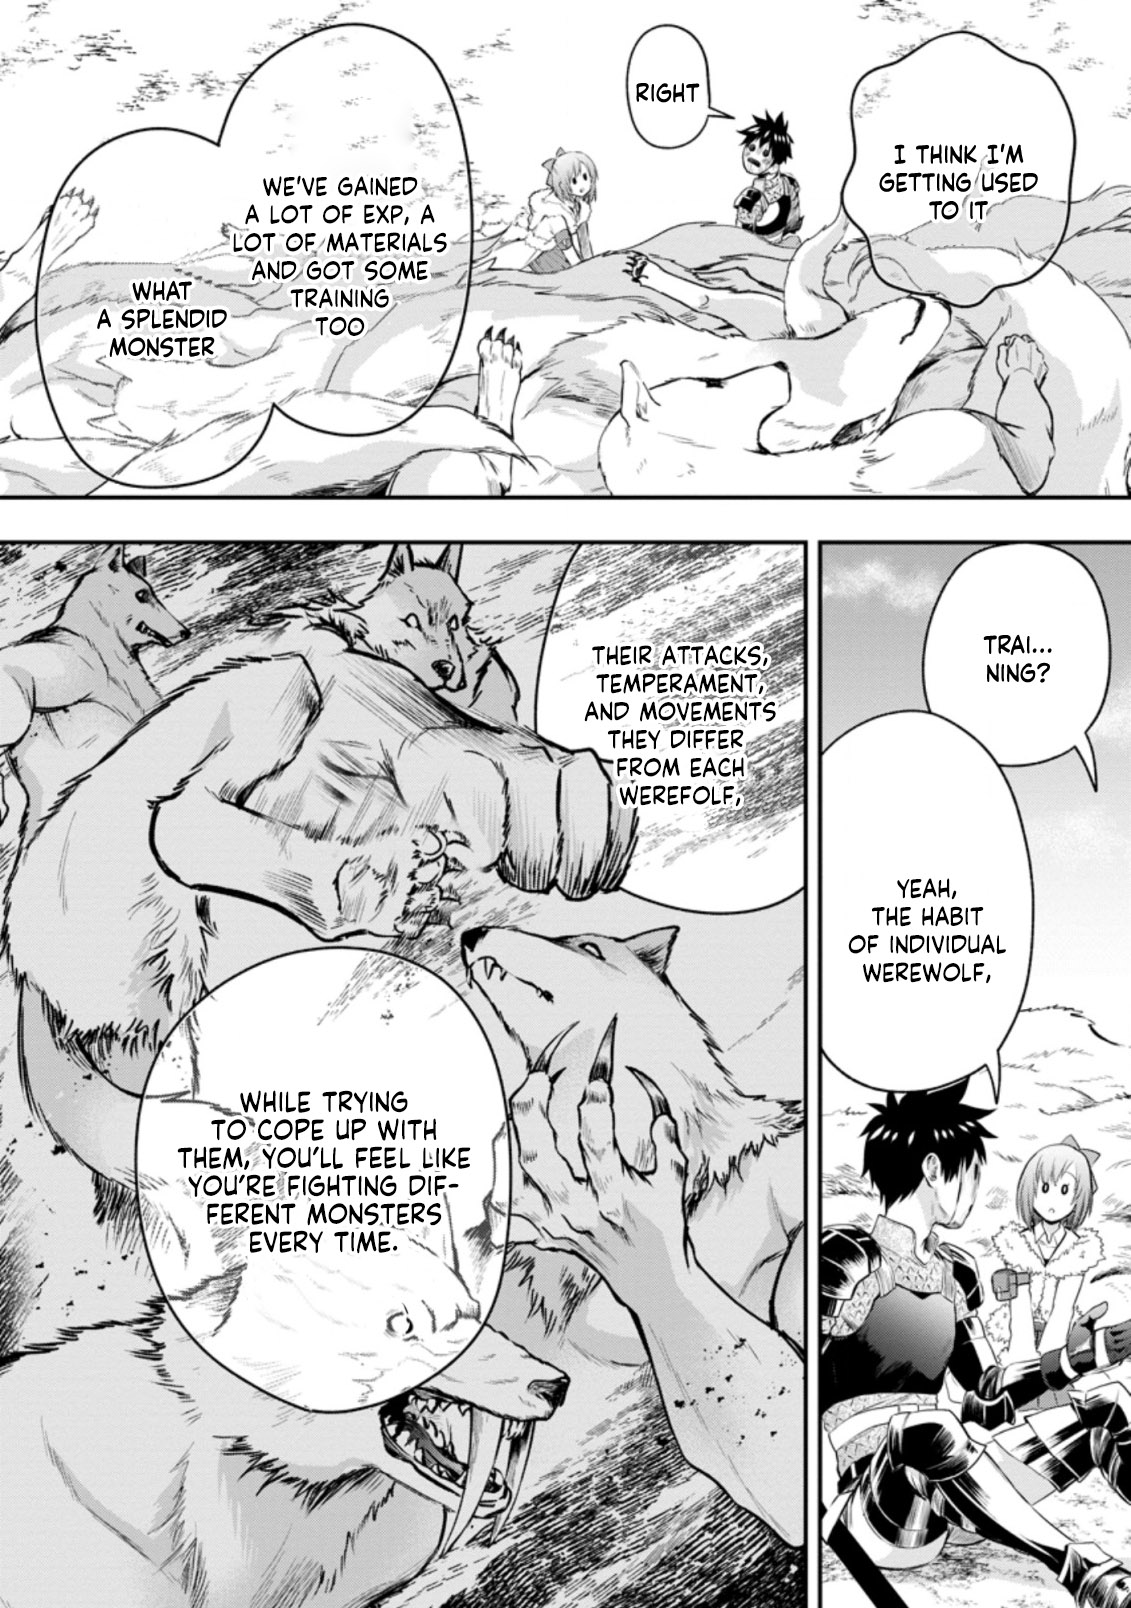 I THINK I'M
GETTING USED
TO IT
RIGHT
WE'VE GAINED
A LOT OF EXP, A
LOT OF MATERIALS
AND GOT SOME
TRAINING
TOO
WHAT
A SPLENDID
MONSTER
TRAI...
NING?
YEAH,
THE HABIT
OF INDIVIDUAL
WEREWOLF,
THEIR ATTACKS,
TEMPERAMENT,
AND MOVEMENTS
THEY DIFFER
FROM EACH
WEREFOLF,
WHILE TRYING
TO COPE UP WITH
THEM, YOU'LL FEEL LIKE
YOU'RE FIGHTING DIF-
FERENT MONSTERS
EVERY TIME.